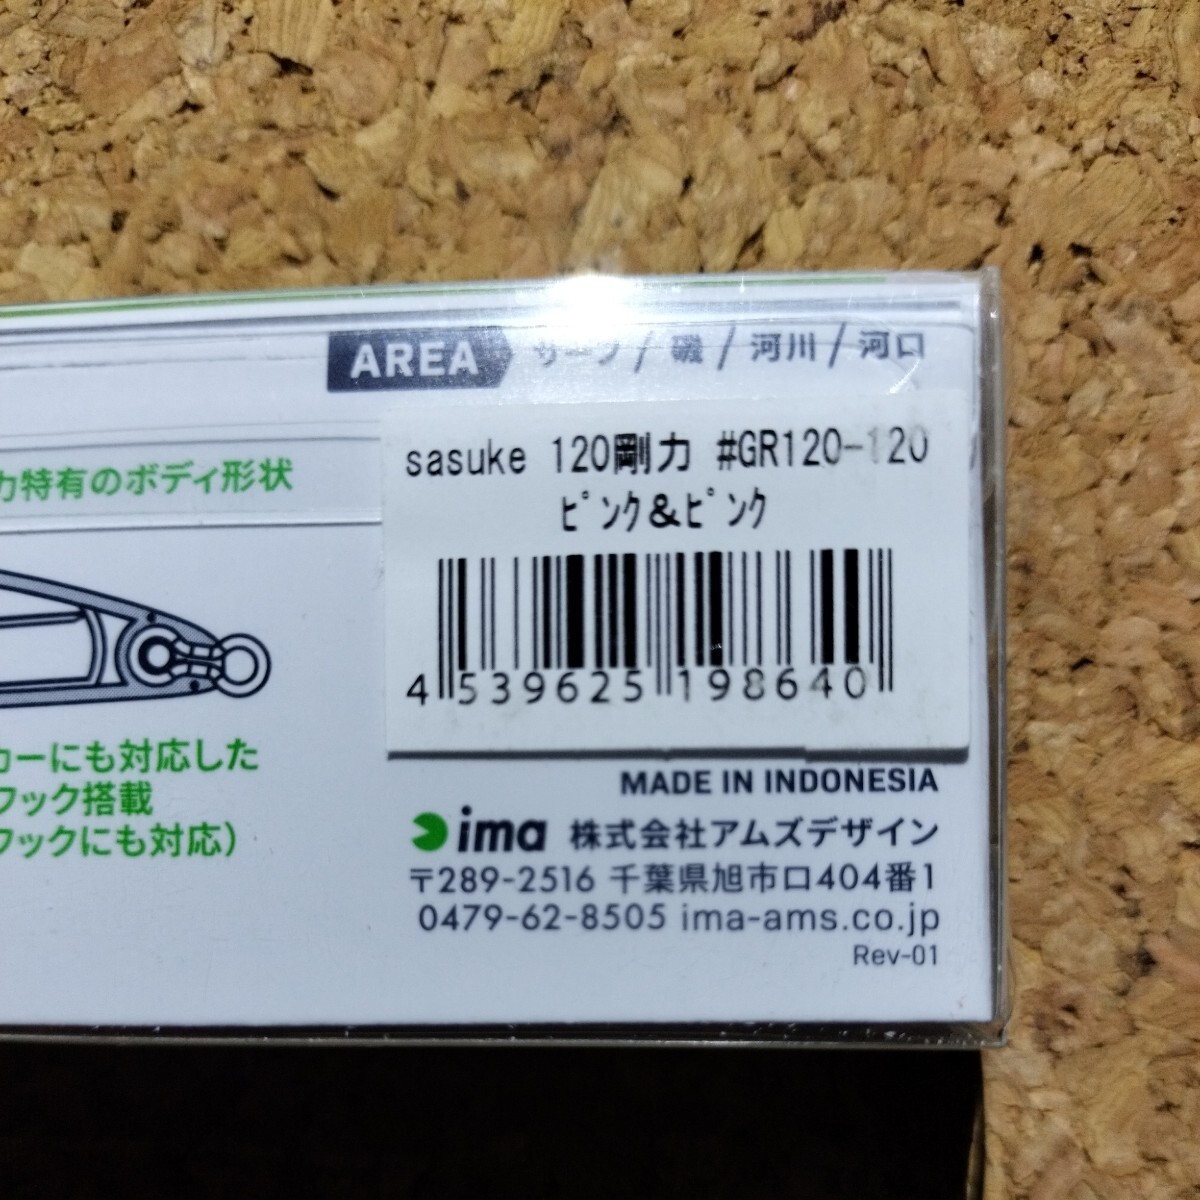 AREA サーフ / 磯 / 河川 / 河口
力特有のボディ形状
sasuke 120剛力 #GR120-120
ﾋﾟﾝｸ&ﾋﾟﾝｸ
4 539625 198640
カーにも対応した
フック搭載
フックにも対応)
MADE IN INDONESIA
ima 株式会社アムズデザイン
〒289-2516 千葉県旭市ロ404番1
0479-62-8505 ima-ams.co.jp
Rev-01